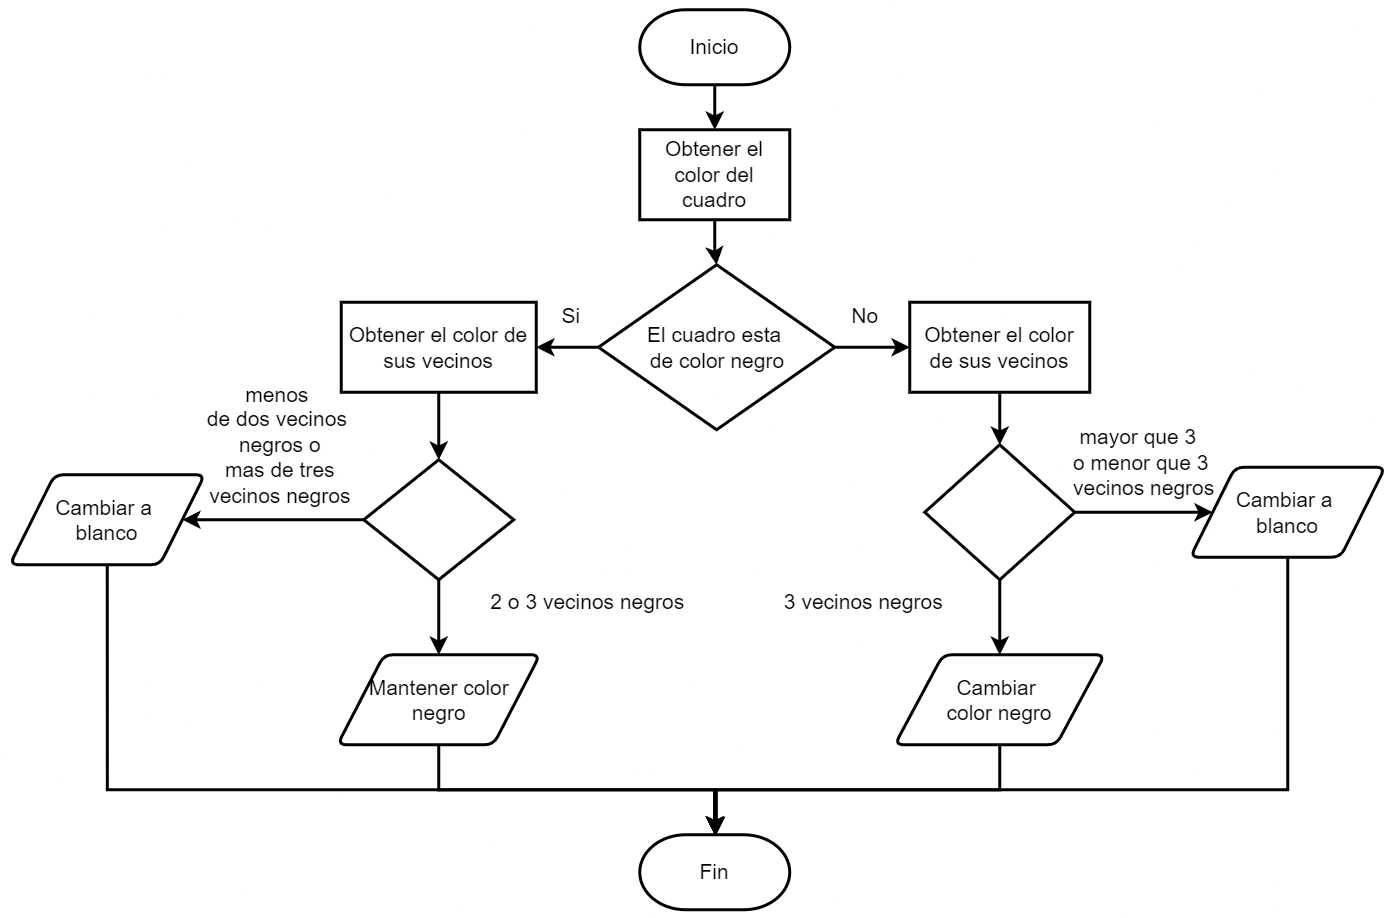 Inicio
Obtener el
color del
cuadro
El cuadro esta
de color negro
Si
No
Obtener el color de
sus vecinos
Obtener el color
de sus vecinos
menos
de dos vecinos
negros o
mas de tres
vecinos negros
mayor que 3
o menor que 3
vecinos negros
Cambiar a
blanco
Cambiar a
blanco
2 o 3 vecinos negros
3 vecinos negros
Mantener color
negro
Cambiar
color negro
Fin